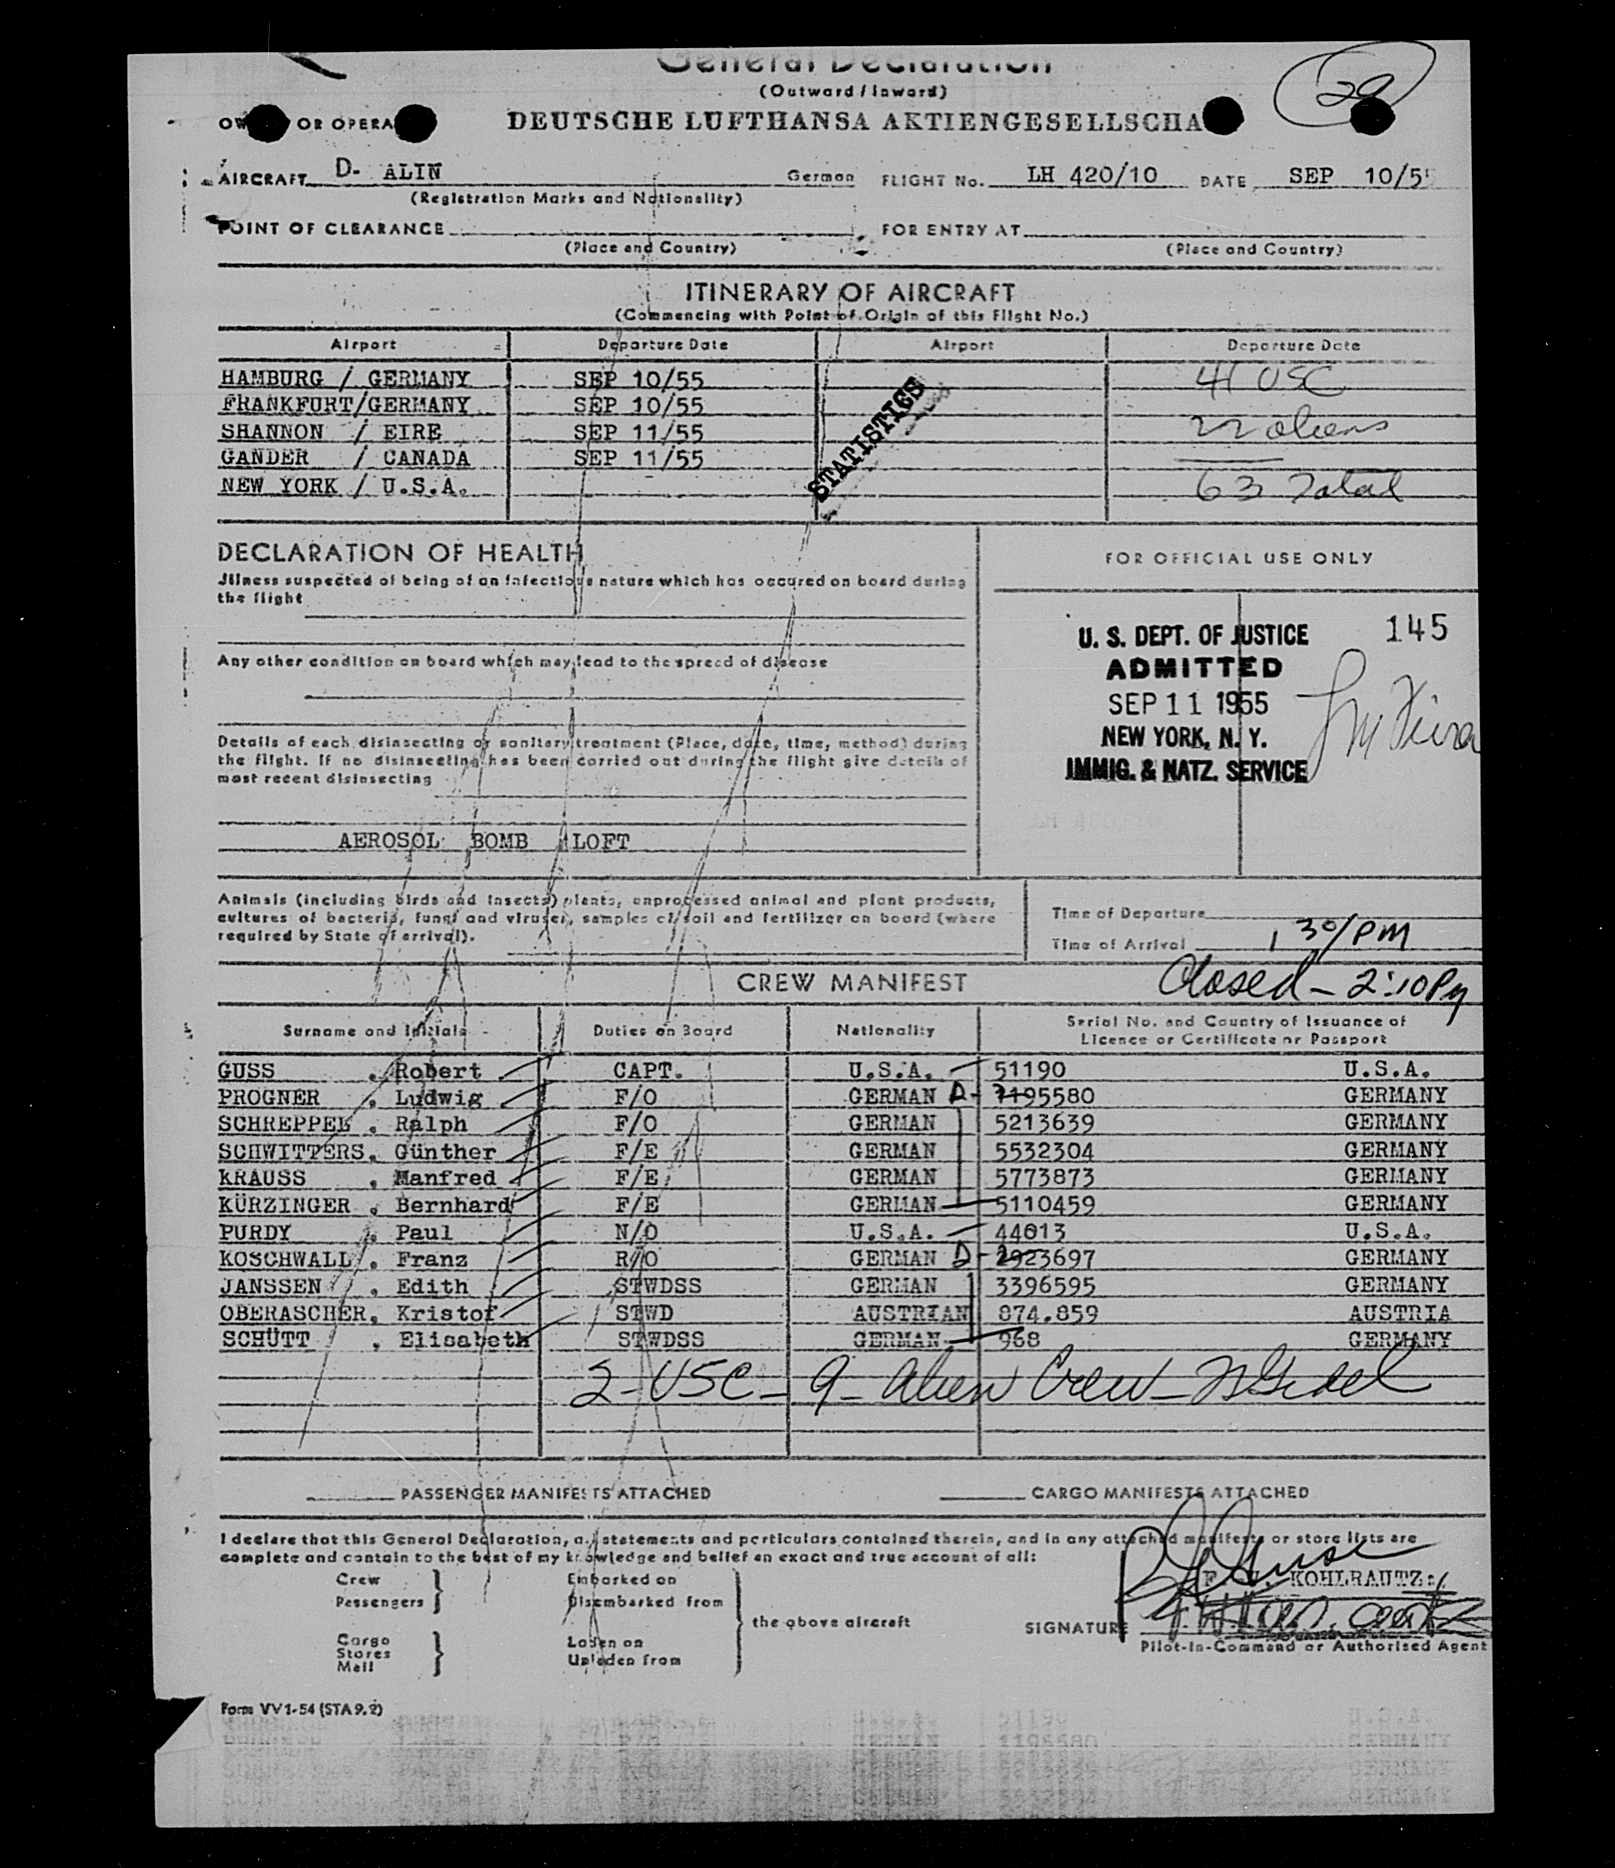 General Declaration
(Outward / Inward)
29
OW OR OPERA DEUTSCHE LUFTHANSA AKTIENGESELLSCHA
AIRCRAFT D- ALIN German FLIGHT No. LH 420/10 DATE SEP 10/55
(Registration Marks and Nationality)
POINT OF CLEARANCE FOR ENTRY AT
(Place and Country) (Place and Country)
ITINERARY OF AIRCRAFT
(Commencing with Point of Origin of this Flight No.)
Airport Departure Date Airport Departure Date
HAMBURG / GERMANY SEP 10/55 41 USC
FRANKFURT/GERMANY SEP 10/55
SHANNON / EIRE SEP 11/55 22 aliens
GANDER / CANADA SEP 11/55
NEW YORK / U.S.A. 63 Total
STATISTICS
DECLARATION OF HEALTH
FOR OFFICIAL USE ONLY
Illness suspected of being of an infectious nature which has occured on board during
the flight
Any other condition on board which may lead to the spread of disease
Details of each disinsecting or sanitary treatment (Place, date, time, method) during
the flight. If no disinsecting has been carried out during the flight give details of
most recent disinsecting
AEROSOL BOMB ALOFT
U. S. DEPT. OF JUSTICE 145
ADMITTED
SEP 11 1955
NEW YORK, N. Y.
IMMIG. & NATZ. SERVICE
Animals (including birds and insects) plants, unprocessed animal and plant products,
cultures of bacteria, fungi and viruses, samples of soil and fertilizer on board (where
required by State of arrival).
Time of Departure
Time of Arrival 1 30/PM
CREW MANIFEST
Closed - 2:10 PM
Surname and Initials Duties on Board Nationality Serial No. and Country of Issuance of
Licence or Certificate or Passport
GUSS , Robert CAPT. U.S.A. 51190 U.S.A.
PROGNER , Ludwig F/O GERMAN D- 7195580 GERMANY
SCHREPPEL , Ralph F/O GERMAN 5213639 GERMANY
SCHWITTERS, Günther F/E GERMAN 5532304 GERMANY
KRAUSS , Manfred F/E GERMAN 5773873 GERMANY
KÜRZINGER , Bernhard F/E GERMAN 5110459 GERMANY
PURDY , Paul N/O U.S.A. 44013 U.S.A.
KOSCHWALL , Franz R/O GERMAN D- 2923697 GERMANY
JANSSEN , Edith STWDSS GERMAN 3396595 GERMANY
OBERASCHER, Kristof STWD AUSTRIAN 874.859 AUSTRIA
SCHÜTT , Elisabeth STWDSS GERMAN 968 GERMANY
2 - USC - 9 - Alien Crew -
PASSENGER MANIFESTS ATTACHED CARGO MANIFESTS ATTACHED
I declare that this General Declaration, all statements and particulars contained therein, and in any attached manifests or store lists are
complete and contain to the best of my knowledge and belief an exact and true account of all:
Crew Embarked on
Passengers Disembarked from
the above aircraft
Cargo Laden on
Stores
Mail Unladen from
KOHLRAUTZ
SIGNATURE
Pilot-in-Command or Authorised Agent
Form VV1-54 (STA 9.2)